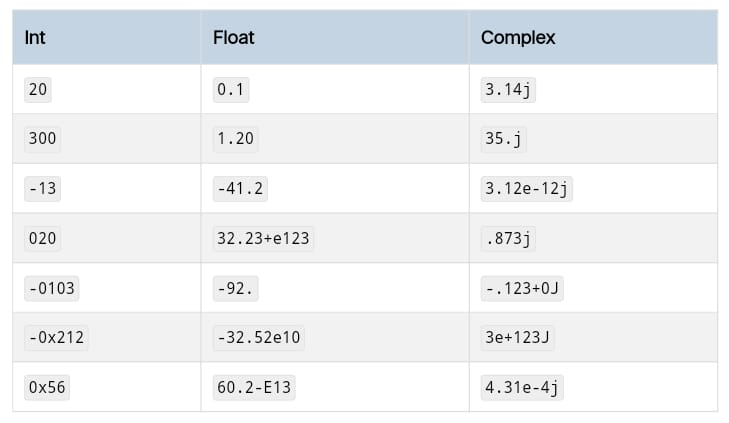 Int Float Complex
20 0.1 3.14j
300 1.20 35.j
-13 -41.2 3.12e-12j
020 32.23+e123 .873j
-0103 -92. -.123+0J
-0x212 -32.52e10 3e+123J
0x56 60.2-E13 4.31e-4j